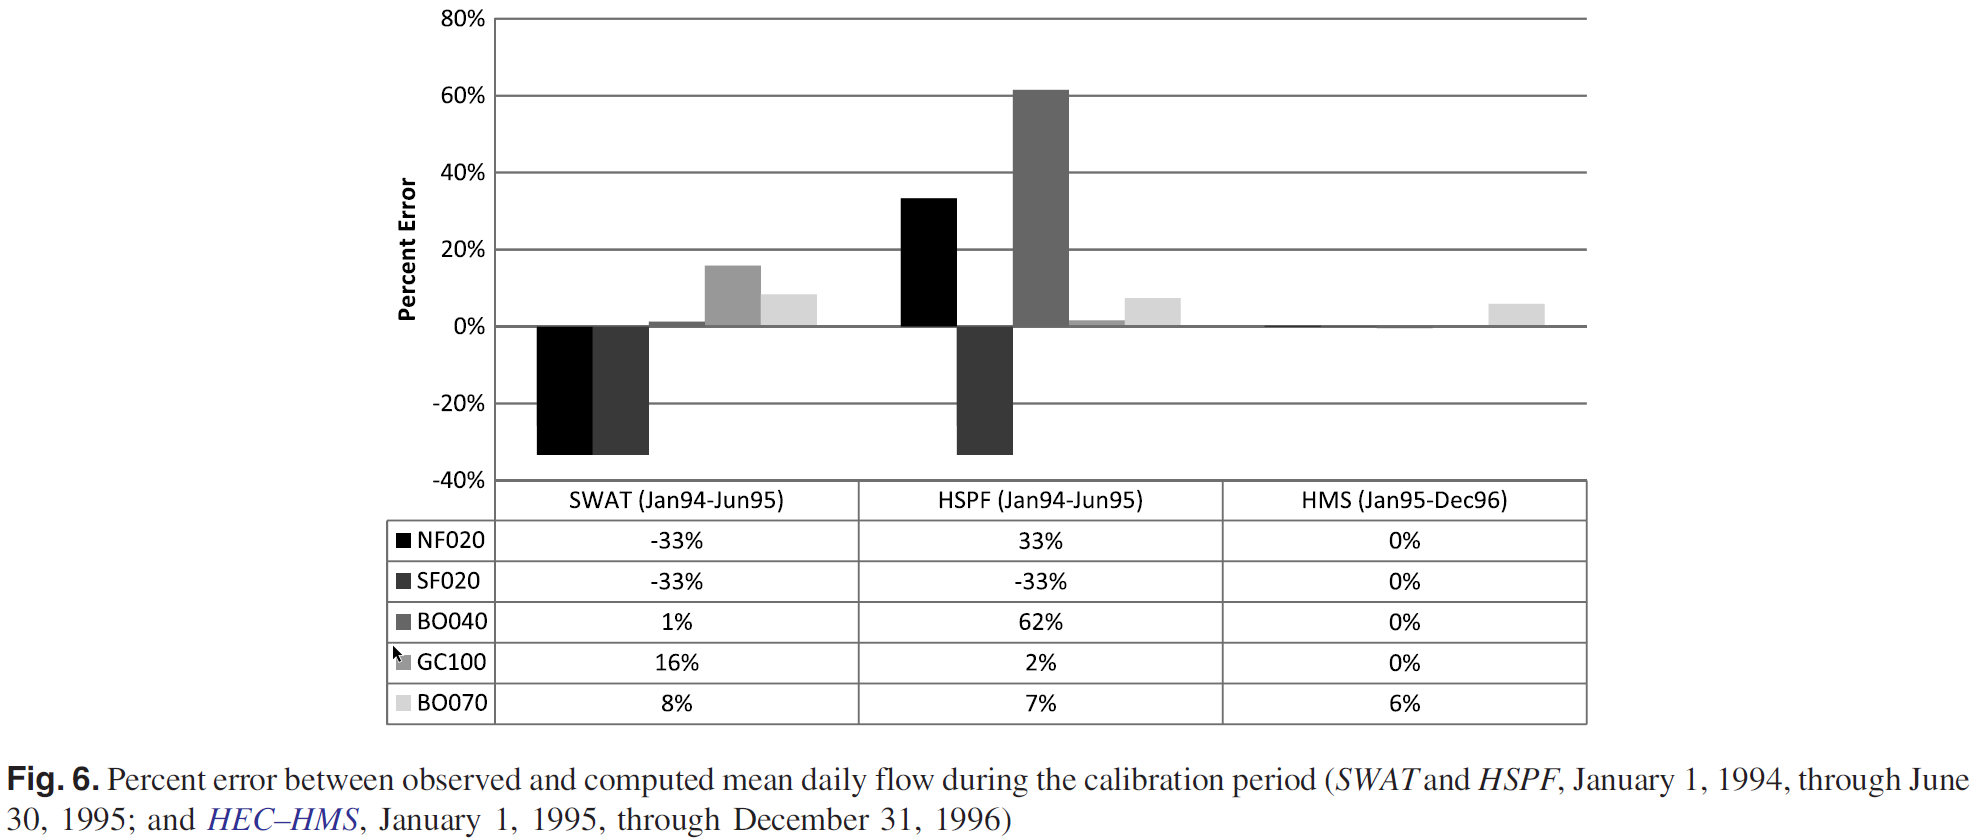 80%
60%
40%
20%
0%
-20%
-40%
Percent Error
SWAT (Jan94-Jun95) HSPF (Jan94-Jun95) HMS (Jan95-Dec96)
NF020 -33% 33% 0%
SF020 -33% -33% 0%
BO040 1% 62% 0%
GC100 16% 2% 0%
BO070 8% 7% 6%
Fig. 6. Percent error between observed and computed mean daily flow during the calibration period (SWAT and HSPF, January 1, 1994, through June
30, 1995; and HEC–HMS, January 1, 1995, through December 31, 1996)